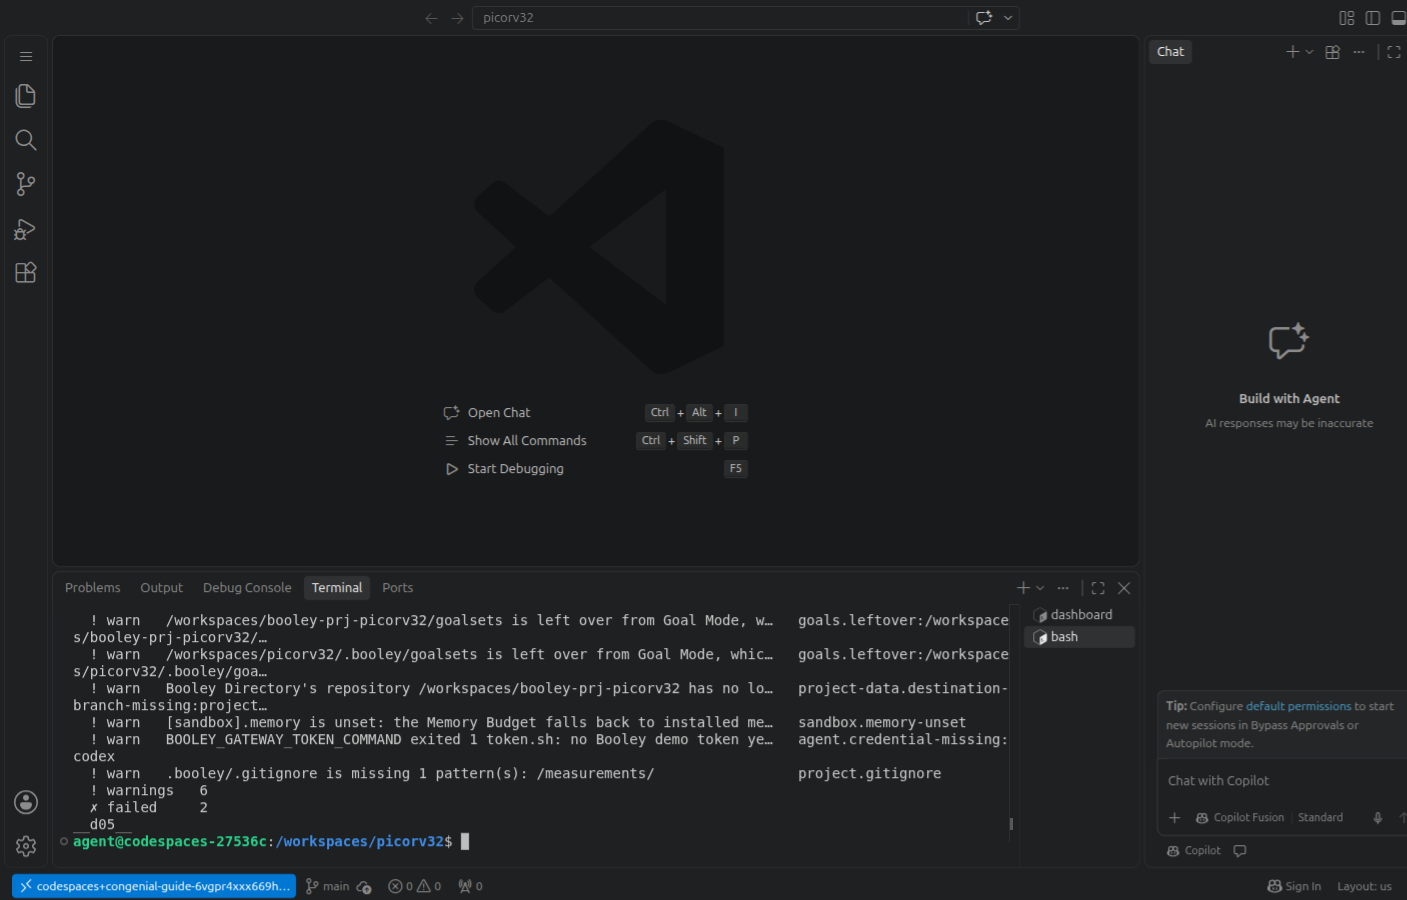 picorv32
Chat
Open Chat Ctrl + Alt + I
Show All Commands Ctrl + Shift + P
Start Debugging F5
Build with Agent
AI responses may be inaccurate
Problems Output Debug Console Terminal Ports
! warn /workspaces/booley-prj-picorv32/goalsets is left over from Goal Mode, w… goals.leftover:/workspace
s/booley-prj-picorv32/…
! warn /workspaces/picorv32/.booley/goalsets is left over from Goal Mode, whic… goals.leftover:/workspace
s/picorv32/.booley/goa…
! warn Booley Directory's repository /workspaces/booley-prj-picorv32 has no lo… project-data.destination-
branch-missing:project…
! warn [sandbox].memory is unset: the Memory Budget falls back to installed me… sandbox.memory-unset
! warn BOOLEY_GATEWAY_TOKEN_COMMAND exited 1 token.sh: no Booley demo token ye… agent.credential-missing:
codex
! warn .booley/.gitignore is missing 1 pattern(s): /measurements/ project.gitignore
! warnings 6
✗ failed 2
__d05__
agent@codespaces-27536c:/workspaces/picorv32$
dashboard
bash
Tip: Configure default permissions to start
new sessions in Bypass Approvals or
Autopilot mode.
Chat with Copilot
Copilot Fusion Standard
Copilot
codespaces+congenial-guide-6vgpr4xxx669h… main 0 0 0 Sign In Layout: us